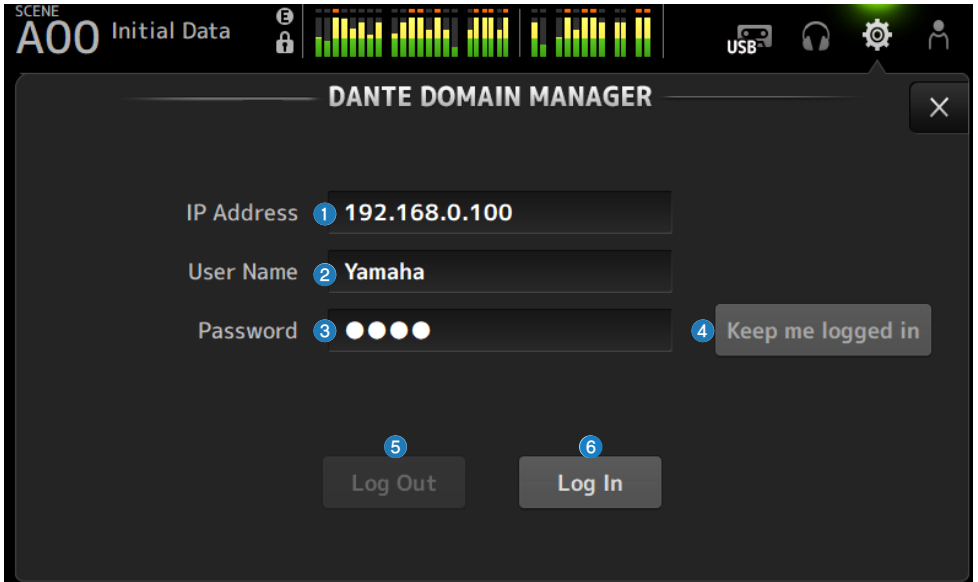 SCENE
A00 Initial Data E
USB
DANTE DOMAIN MANAGER
IP Address 1 192.168.0.100
User Name 2 Yamaha
Password 3 ●●●● 4 Keep me logged in
5 6
Log Out Log In